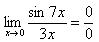 lim x→0 sin 7x / 3x = 0 / 0